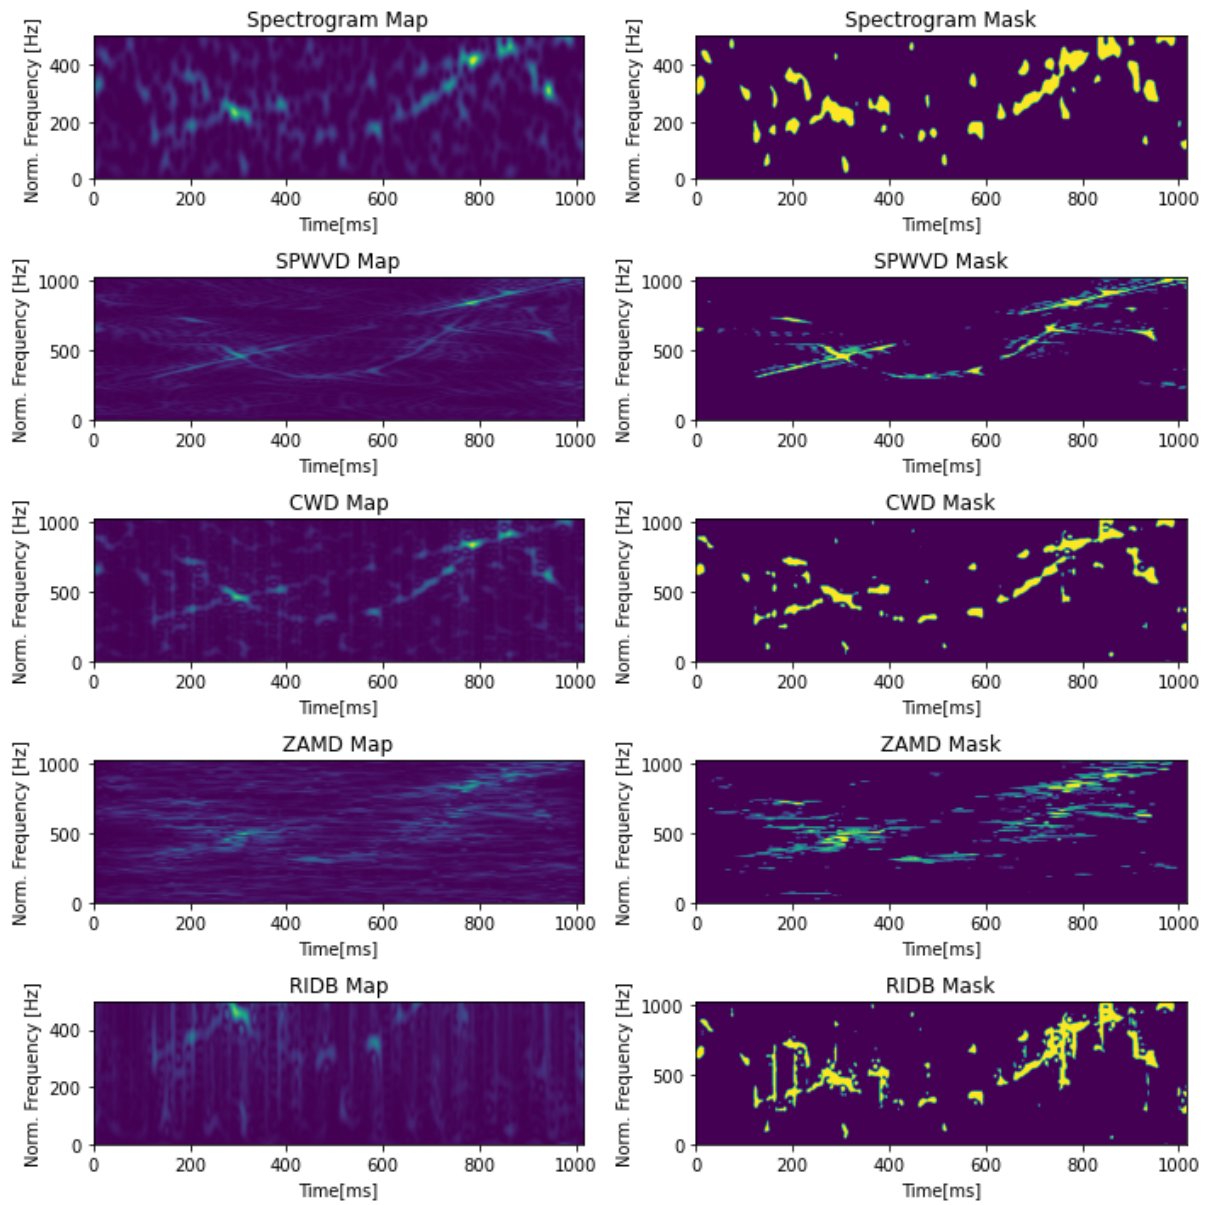 Spectrogram Map
Norm. Frequency [Hz]
400
200
0
0 200 400 600 800 1000
Time[ms]
Spectrogram Mask
Norm. Frequency [Hz]
400
200
0
0 200 400 600 800 1000
Time[ms]
SPWVD Map
Norm. Frequency [Hz]
1000
500
0
0 200 400 600 800 1000
Time[ms]
SPWVD Mask
Norm. Frequency [Hz]
1000
500
0
0 200 400 600 800 1000
Time[ms]
CWD Map
Norm. Frequency [Hz]
1000
500
0
0 200 400 600 800 1000
Time[ms]
CWD Mask
Norm. Frequency [Hz]
1000
500
0
0 200 400 600 800 1000
Time[ms]
ZAMD Map
Norm. Frequency [Hz]
1000
500
0
0 200 400 600 800 1000
Time[ms]
ZAMD Mask
Norm. Frequency [Hz]
1000
500
0
0 200 400 600 800 1000
Time[ms]
RIDB Map
Norm. Frequency [Hz]
400
200
0
0 200 400 600 800 1000
Time[ms]
RIDB Mask
Norm. Frequency [Hz]
1000
500
0
0 200 400 600 800 1000
Time[ms]